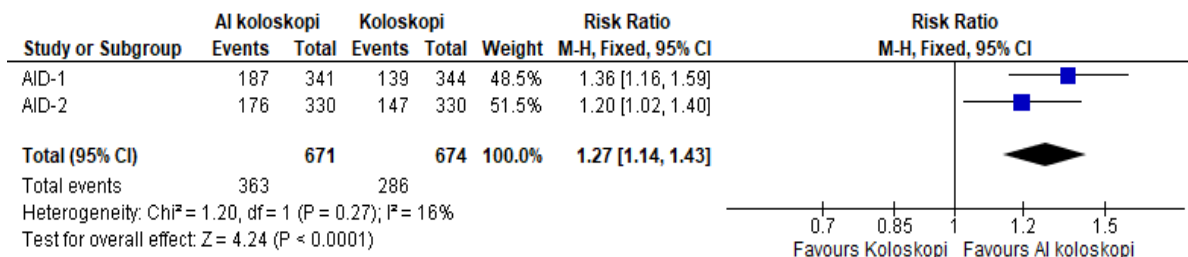 AI koloskopi Koloskopi Risk Ratio Risk Ratio
Study or Subgroup Events Total Events Total Weight M-H, Fixed, 95% CI M-H, Fixed, 95% CI
AID-1 187 341 139 344 48.5% 1.36 [1.16, 1.59]
AID-2 176 330 147 330 51.5% 1.20 [1.02, 1.40]
Total (95% CI) 671 674 100.0% 1.27 [1.14, 1.43]
Total events 363 286
Heterogeneity: Chi² = 1.20, df = 1 (P = 0.27); I² = 16%
Test for overall effect: Z = 4.24 (P < 0.0001)
0.7 0.85 1 1.2 1.5
Favours Koloskopi Favours AI koloskopi